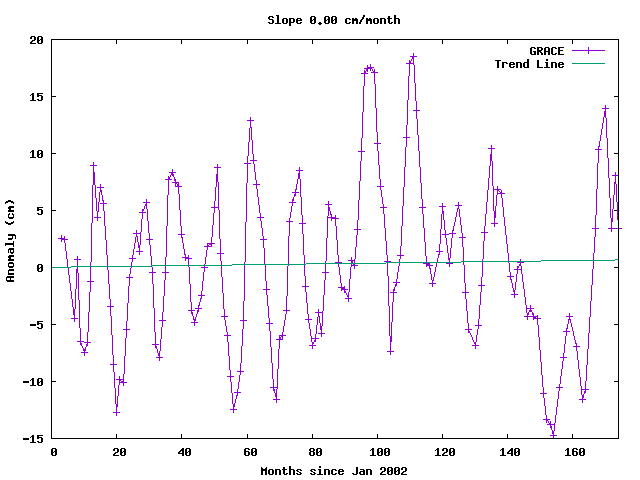 Slope 0.00 cm/month
GRACE
Trend Line
Anomaly (cm)
20
15
10
5
0
-5
-10
-15
0 20 40 60 80 100 120 140 160
Months since Jan 2002